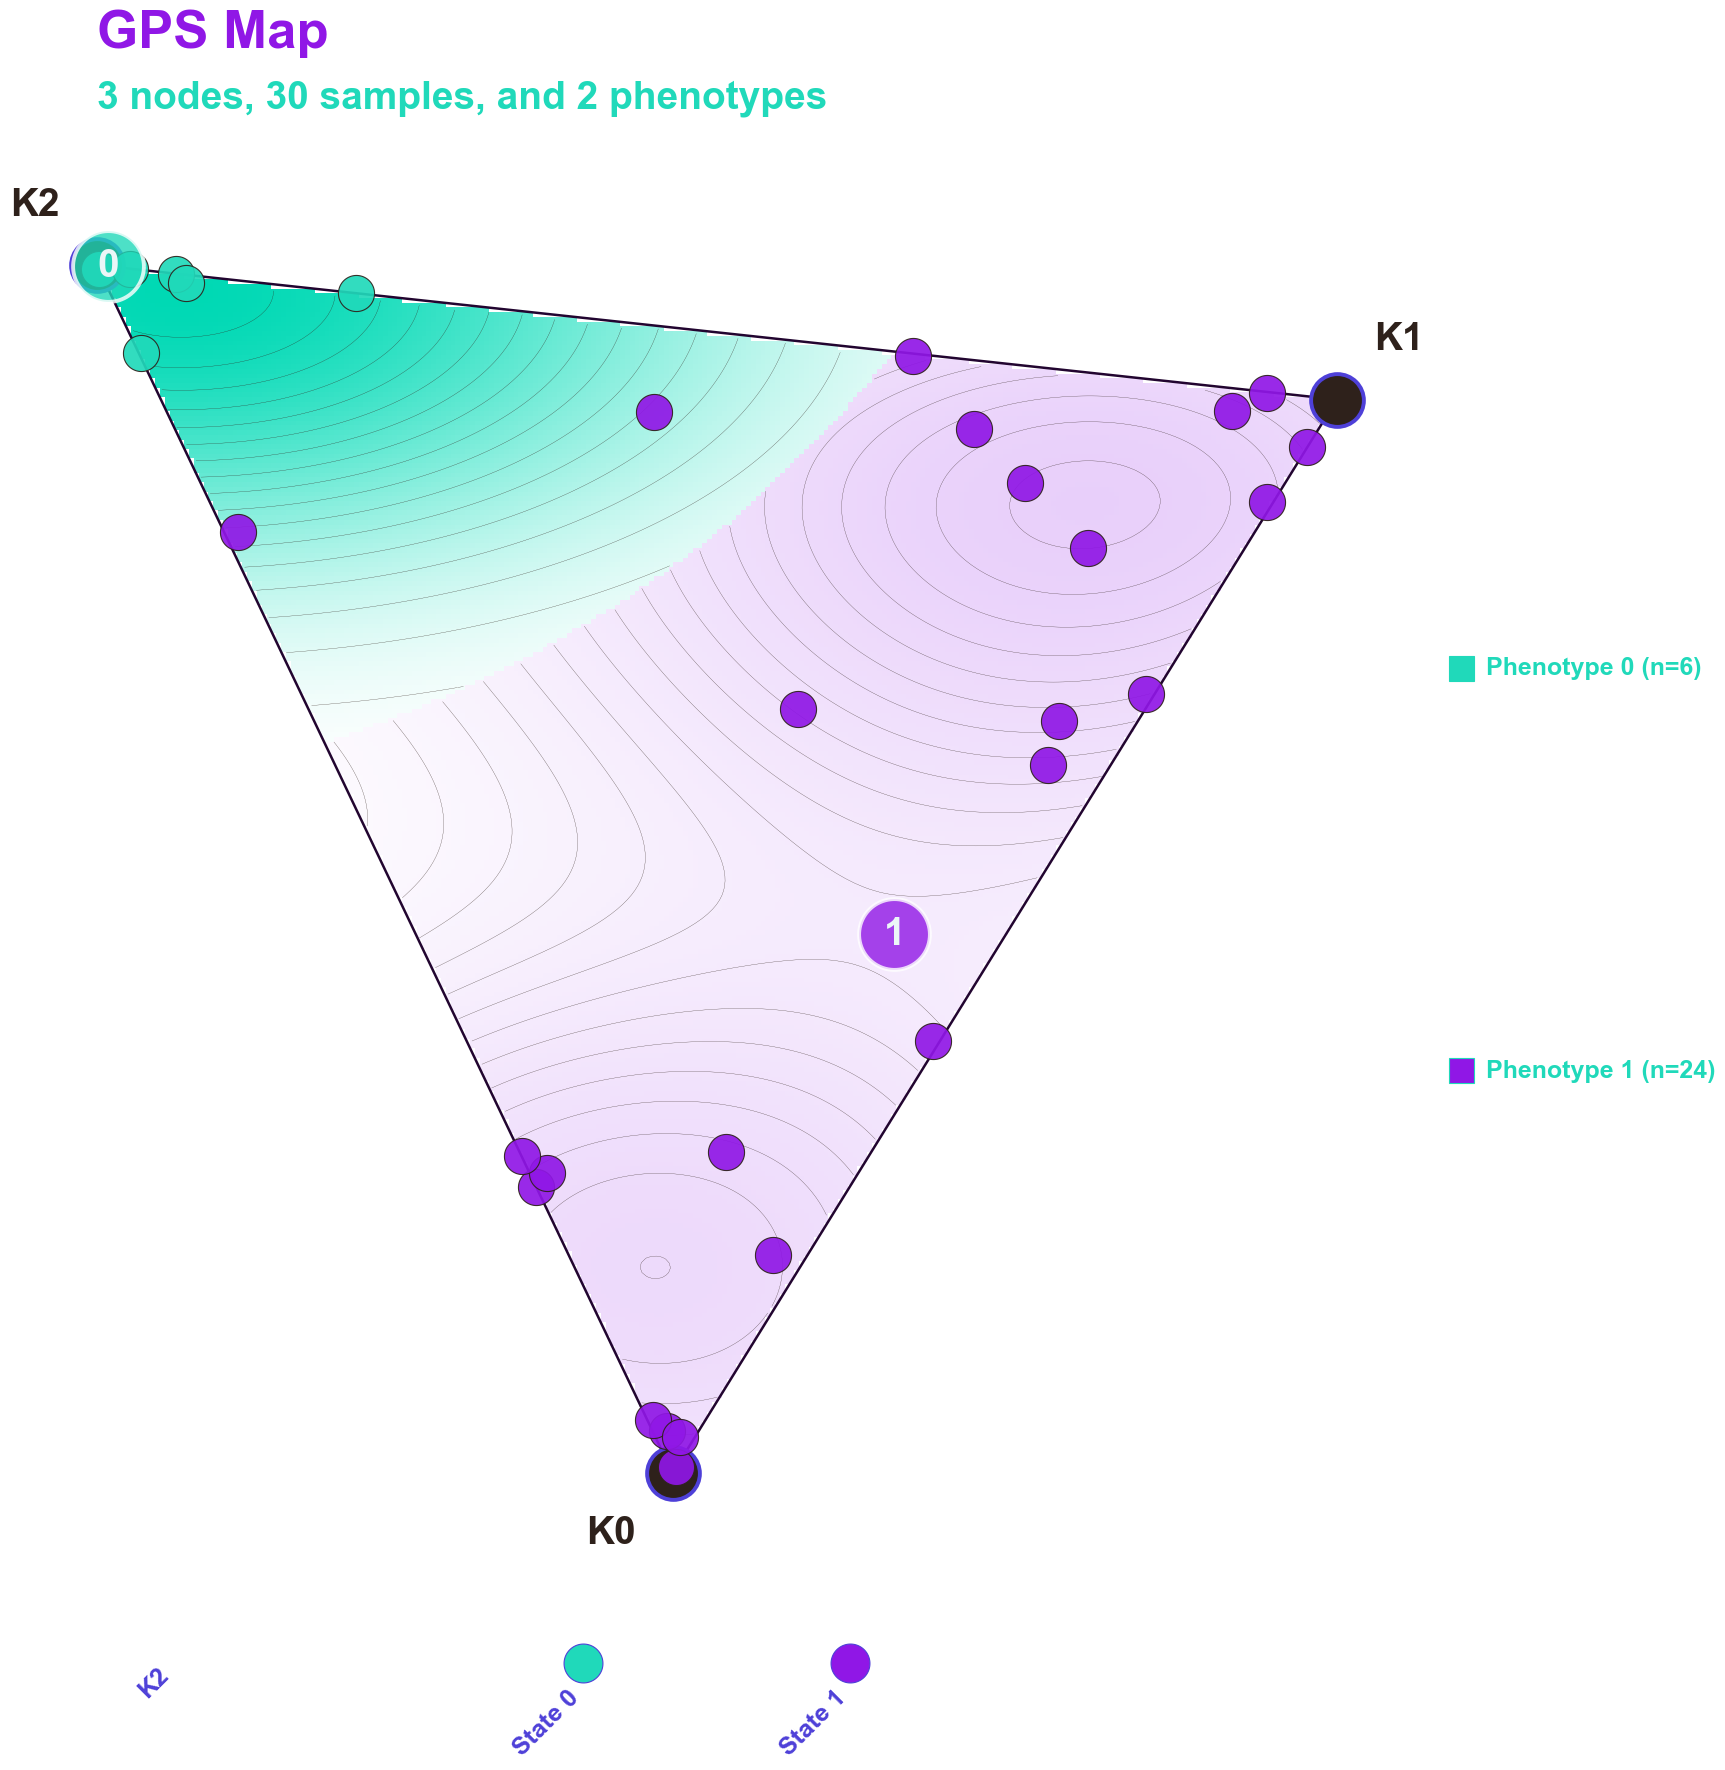 GPS Map
3 nodes, 30 samples, and 2 phenotypes
K2
0
K1
Phenotype 0 (n=6)
1
Phenotype 1 (n=24)
K0
K2
State 0
State 1